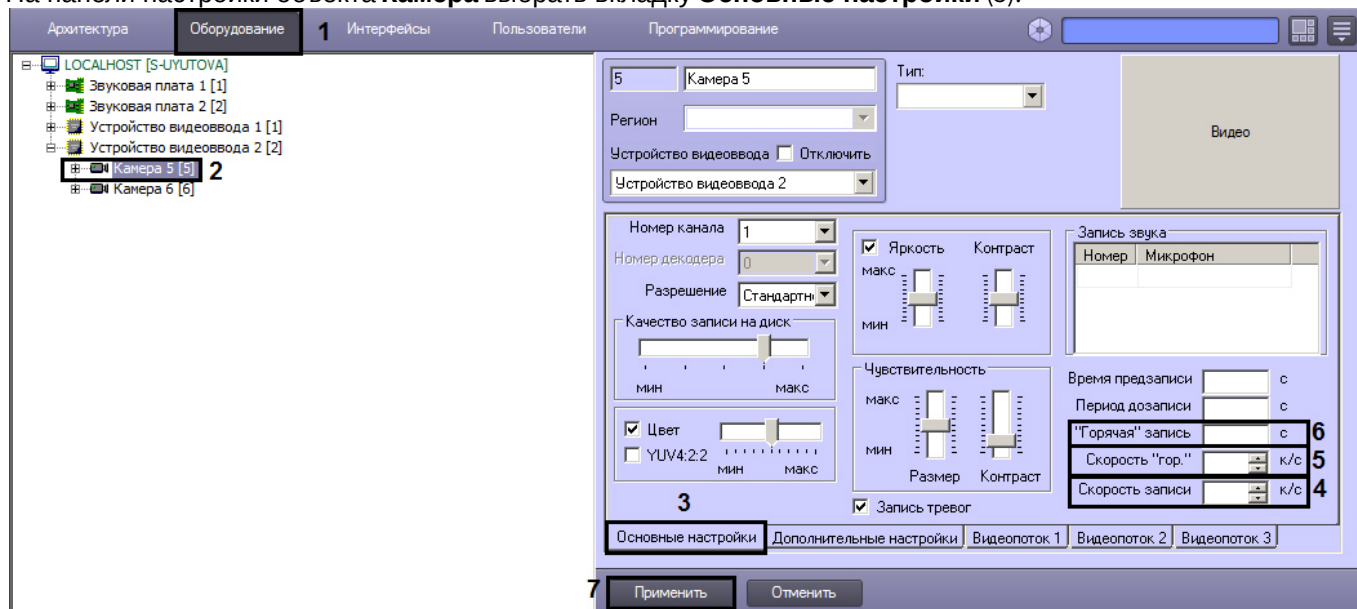 На панели настройки объекта Камера выбрать вкладку Основные настройки (3).
Архитектура Оборудование 1 Интерфейсы Пользователи Программирование
LOCALHOST [S-UYUTOVA]
Звуковая плата 1 [1]
Звуковая плата 2 [2]
Устройство видеоввода 1 [1]
Устройство видеоввода 2 [2]
Камера 5 [5] 2
Камера 6 [6]
5 Камера 5
Тип:
Регион
Устройство видеоввода Отключить
Устройство видеоввода 2
Видео
Номер канала 1
Номер декодера 0
Разрешение Стандартн
Качество записи на диск
мин макс
Цвет
YUV4:2:2
мин макс
3
Яркость Контраст
макс
мин
Чувствительность
макс
мин
Размер Контраст
Запись тревог
Запись звука
Номер Микрофон
Время предзаписи с
Период дозаписи с
"Горячая" запись с 6
Скорость "гор." к/с 5
Скорость записи к/с 4
Основные настройки Дополнительные настройки Видеопоток 1 Видеопоток 2 Видеопоток 3
7 Применить Отменить